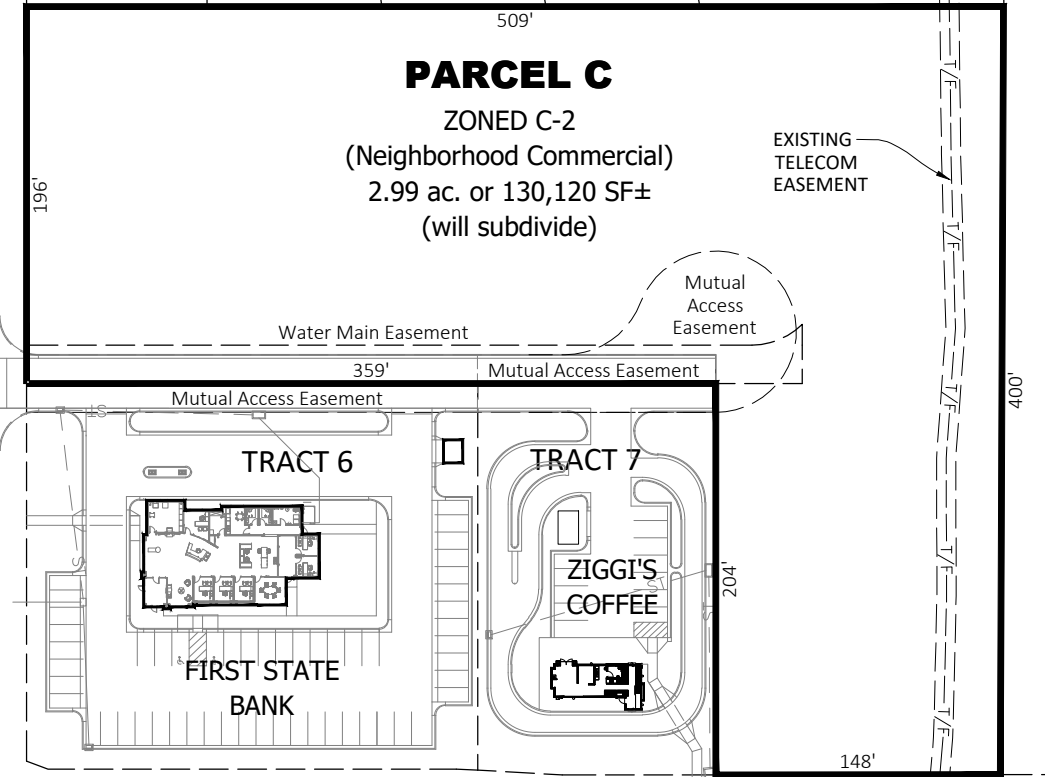 509'
PARCEL C
ZONED C-2
(Neighborhood Commercial)
2.99 ac. or 130,120 SF±
(will subdivide)
EXISTING
TELECOM
EASEMENT
196'
T/F
T/F
Mutual
Access
Easement
Water Main Easement
359'
Mutual Access Easement
400'
Mutual Access Easement
T/F
ST
TRACT 6
TRACT 7
T/F
S
ZIGGI'S
COFFEE
ST
204'
FIRST STATE
BANK
T/F
148'